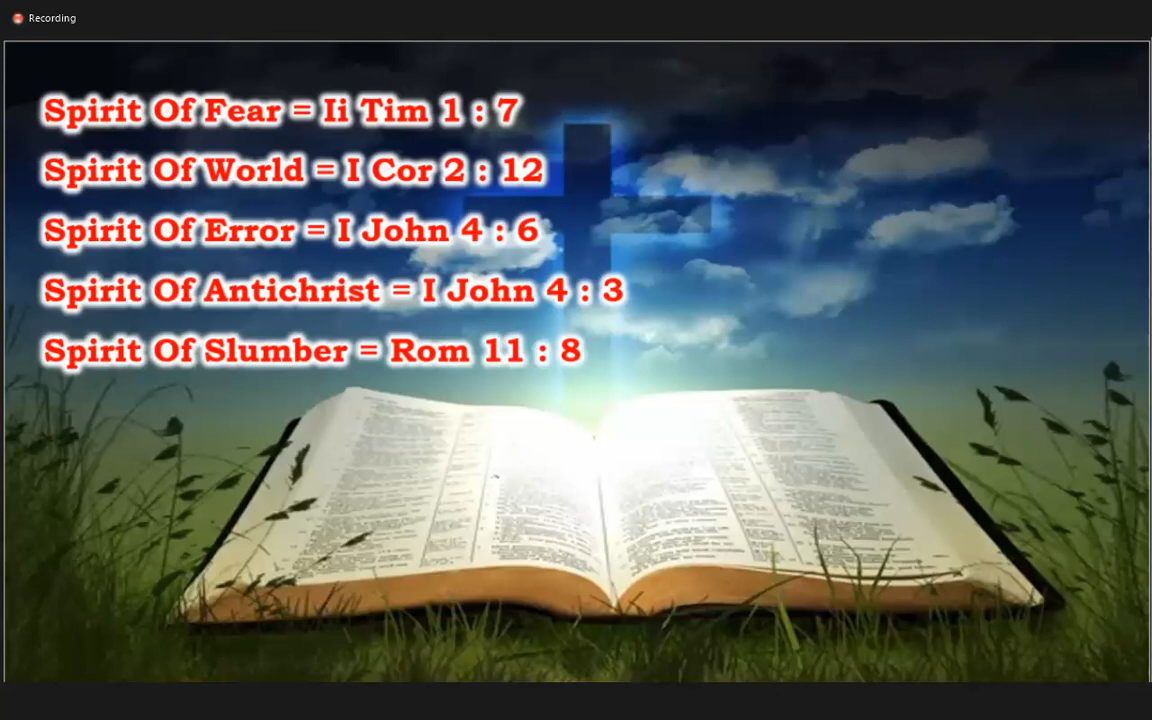 Recording
Spirit Of Fear = Ii Tim 1 : 7
Spirit Of World = I Cor 2 : 12
Spirit Of Error = I John 4 : 6
Spirit Of Antichrist = I John 4 : 3
Spirit Of Slumber = Rom 11 : 8